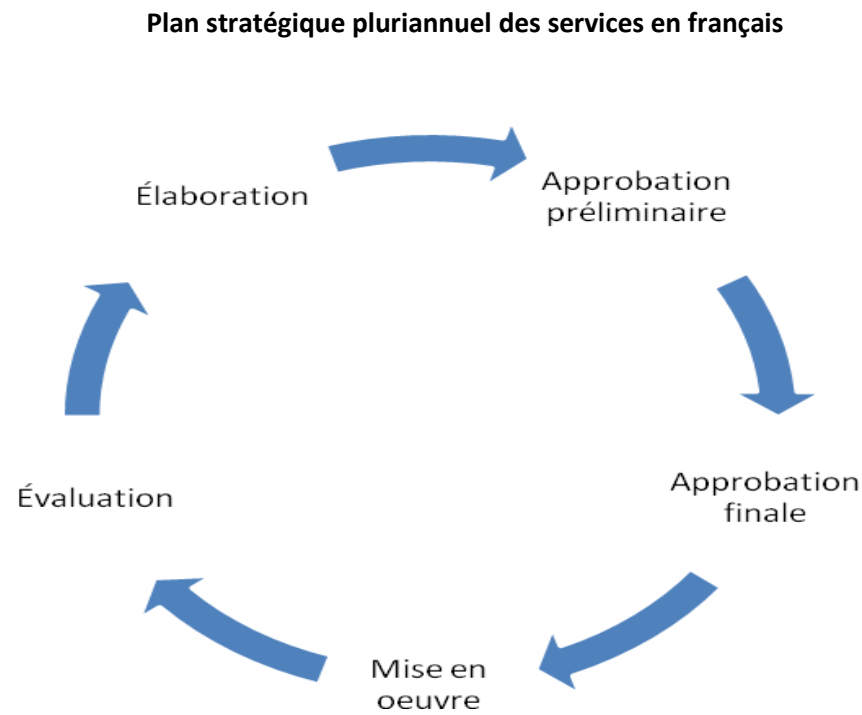 Plan stratégique pluriannuel des services en français
Élaboration
Approbation
préliminaire
Approbation
finale
Mise en
oeuvre
Évaluation